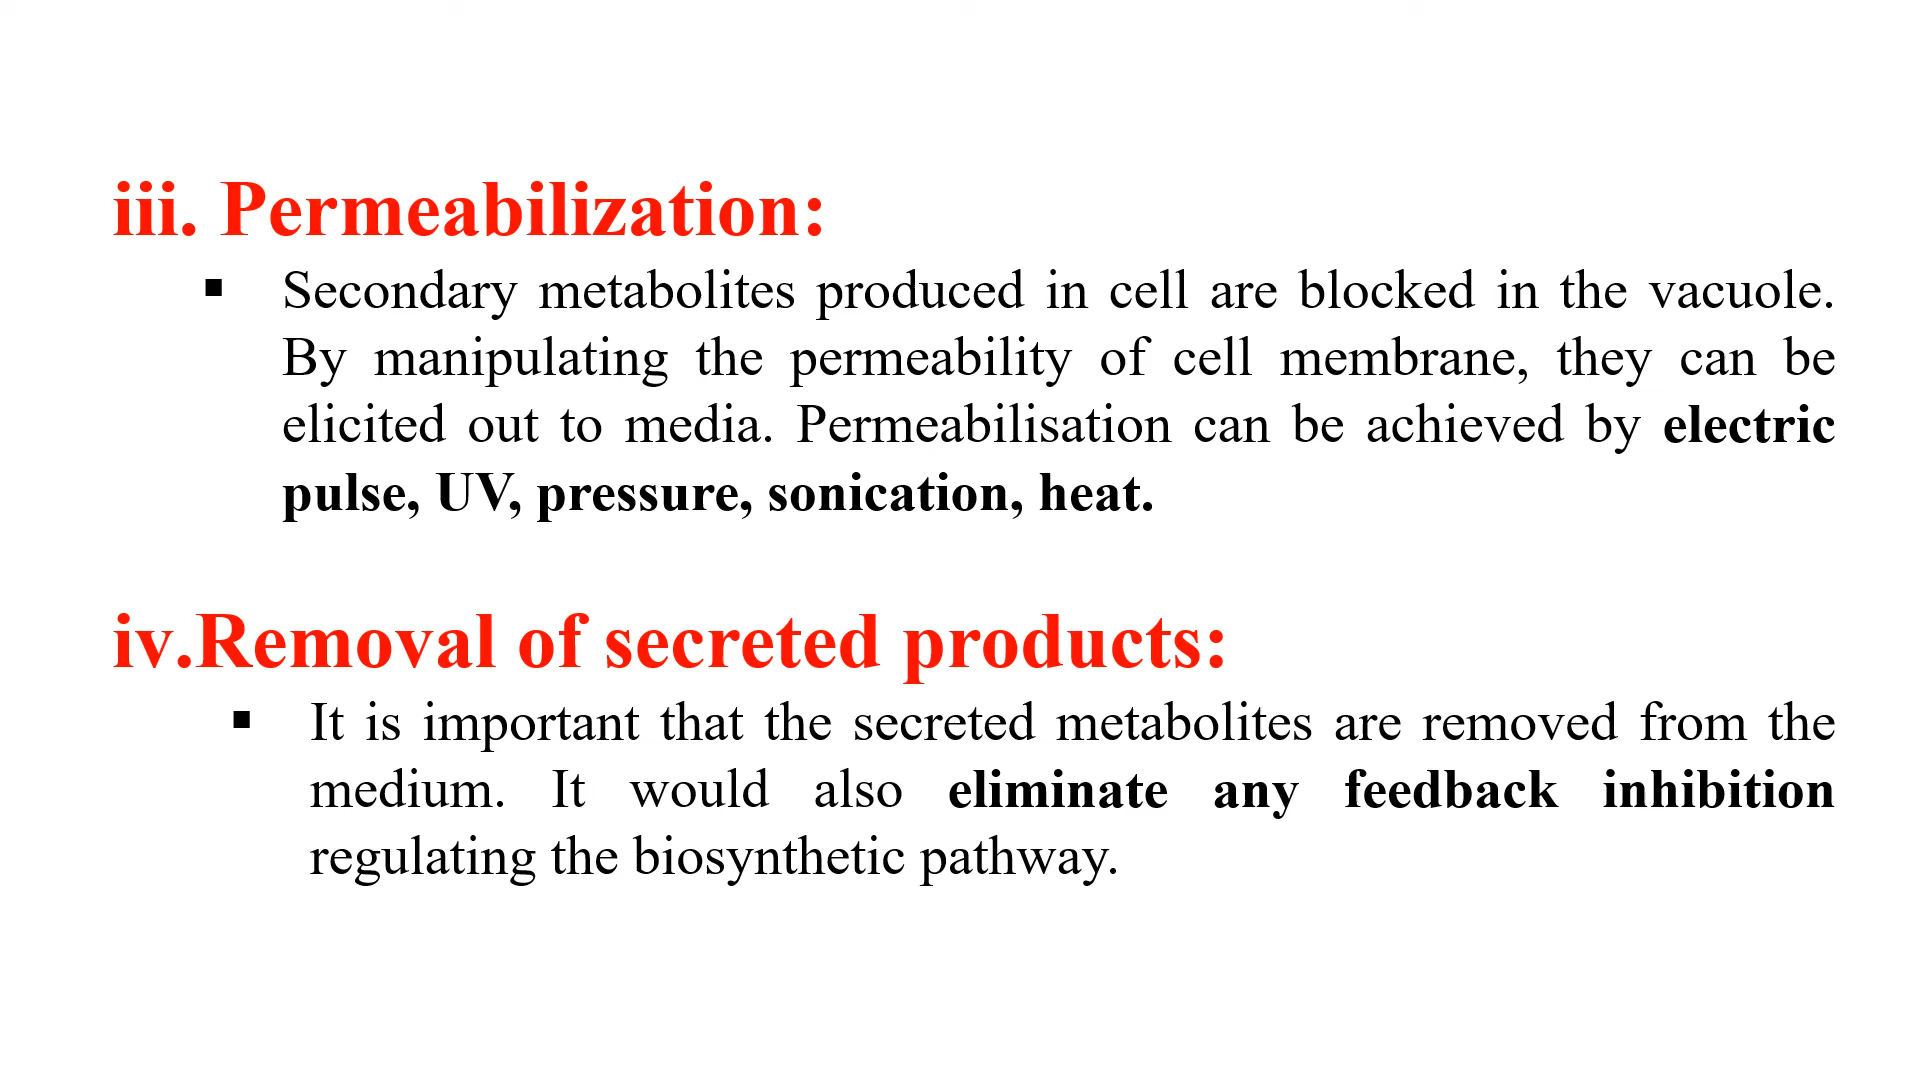 iii. Permeabilization:
▪ Secondary metabolites produced in cell are blocked in the vacuole.
By manipulating the permeability of cell membrane, they can be
elicited out to media. Permeabilisation can be achieved by electric
pulse, UV, pressure, sonication, heat.
iv.Removal of secreted products:
▪ It is important that the secreted metabolites are removed from the
medium. It would also eliminate any feedback inhibition
regulating the biosynthetic pathway.